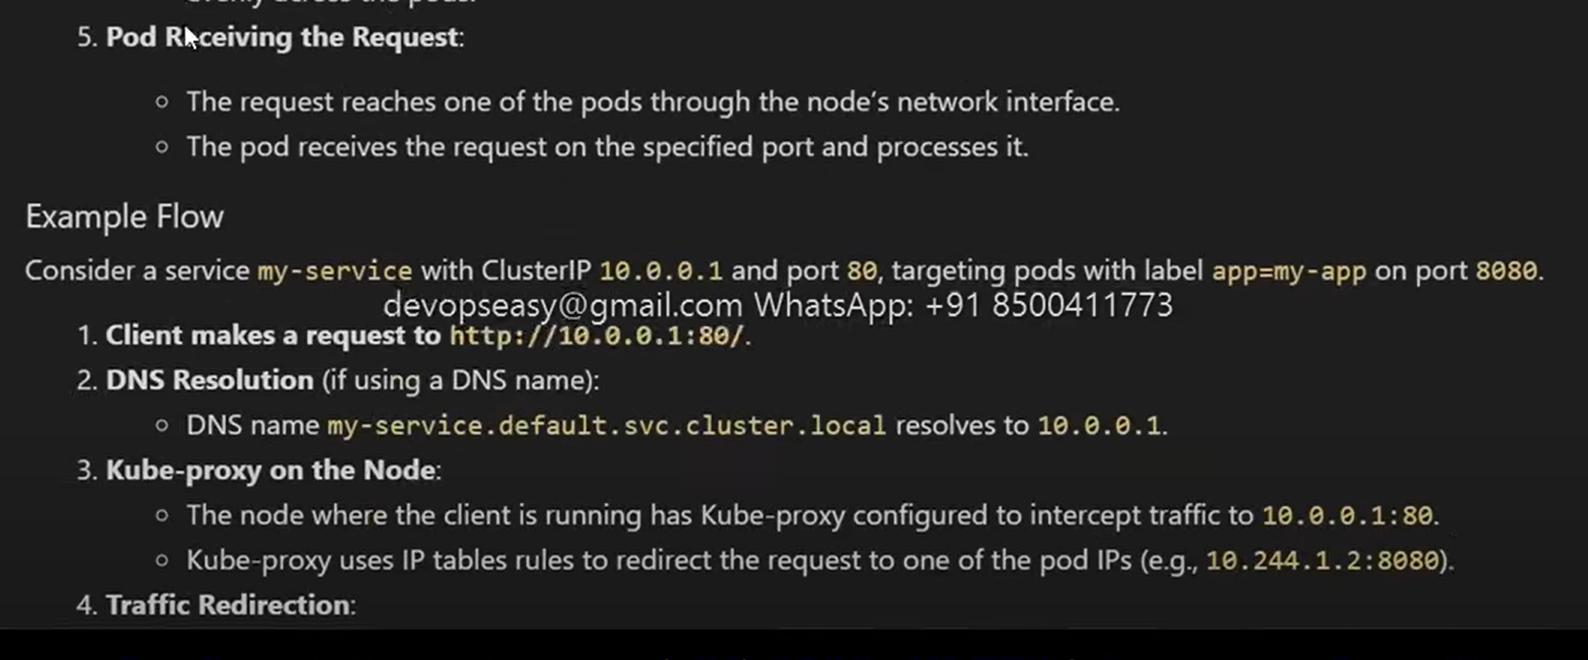 evenly across the pods.
5. Pod Receiving the Request:
○ The request reaches one of the pods through the node's network interface.
○ The pod receives the request on the specified port and processes it.
Example Flow
Consider a service my-service with ClusterIP 10.0.0.1 and port 80, targeting pods with label app=my-app on port 8080.
devopseasy@gmail.com WhatsApp: +91 8500411773
1. Client makes a request to http://10.0.0.1:80/.
2. DNS Resolution (if using a DNS name):
○ DNS name my-service.default.svc.cluster.local resolves to 10.0.0.1.
3. Kube-proxy on the Node:
○ The node where the client is running has Kube-proxy configured to intercept traffic to 10.0.0.1:80.
○ Kube-proxy uses IP tables rules to redirect the request to one of the pod IPs (e.g., 10.244.1.2:8080).
4. Traffic Redirection: